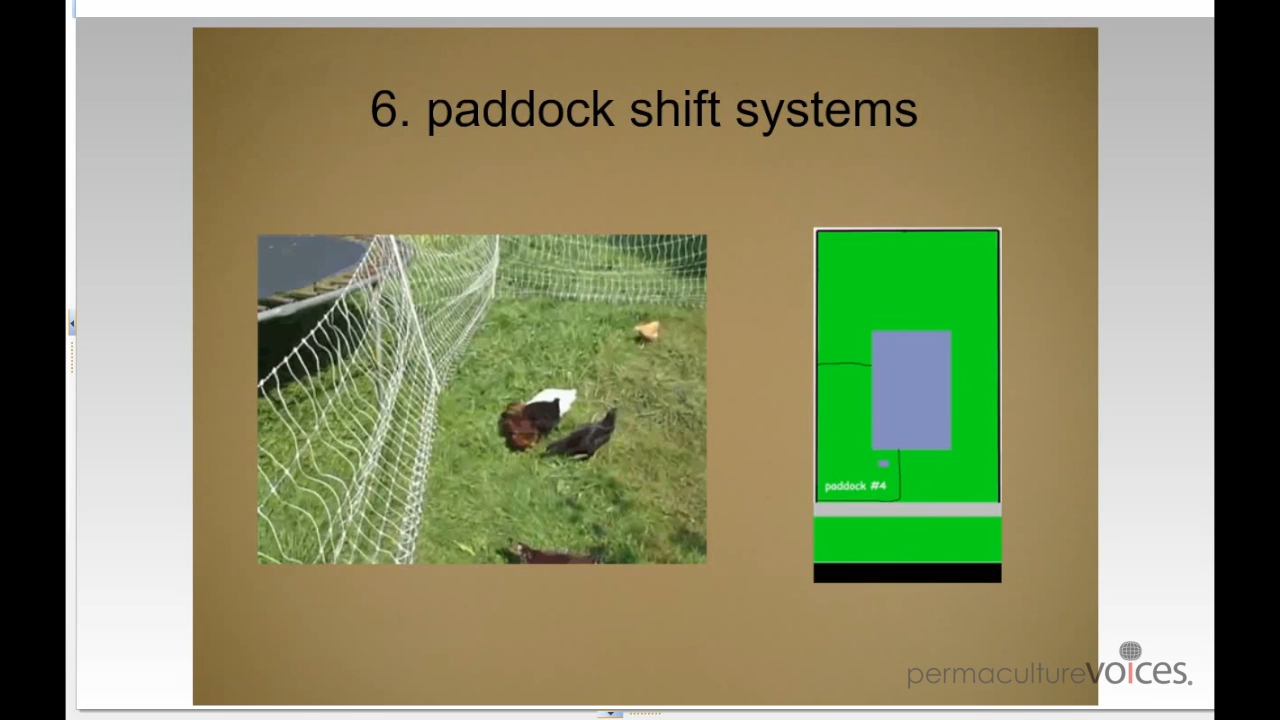 6. paddock shift systems
paddock #4
permaculturevoices.